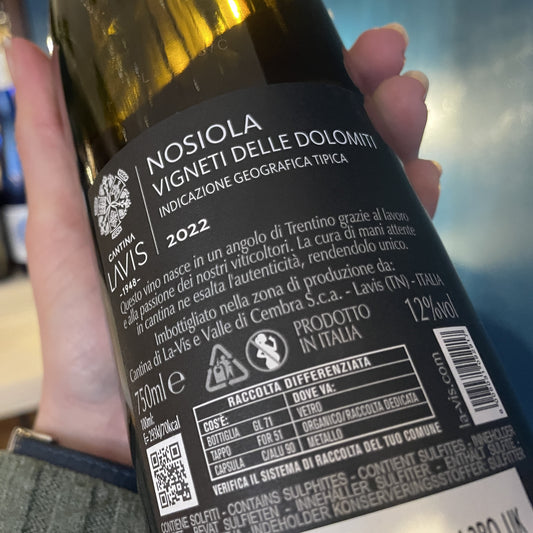 NOSIOLA
VIGNETI DELLE DOLOMITI
INDICAZIONE GEOGRAFICA TIPICA
2022
CANTINA
LAVIS
-1948-
Questo vino nasce in un angolo di Trentino grazie al lavoro
e alla passione dei nostri viticoltori. La cura di mani attente
in cantina ne esalta l'autenticità, rendendolo unico.
Imbottigliato nella zona di produzione da:
Cantina di La-Vis e Valle di Cembra S.c.a. - Lavis (TN) - ITALIA
750ml e
PRODOTTO
IN ITALIA
12%vol
100ml:
E=293kJ/70kcal
RACCOLTA DIFFERENZIATA
COS'È: DOVE VA:
BOTTIGLIA GL 71 VETRO
TAPPO FOR 51 ORGANICO/RACCOLTA DEDICATA
CAPSULA C/ALU 90 METALLO
VERIFICA IL SISTEMA DI RACCOLTA DEL TUO COMUNE
la-vis.com
CONTIENE SOLFITI - CONTAINS SULPHITES - CONTENT SULFITES - INNEHÅLLER